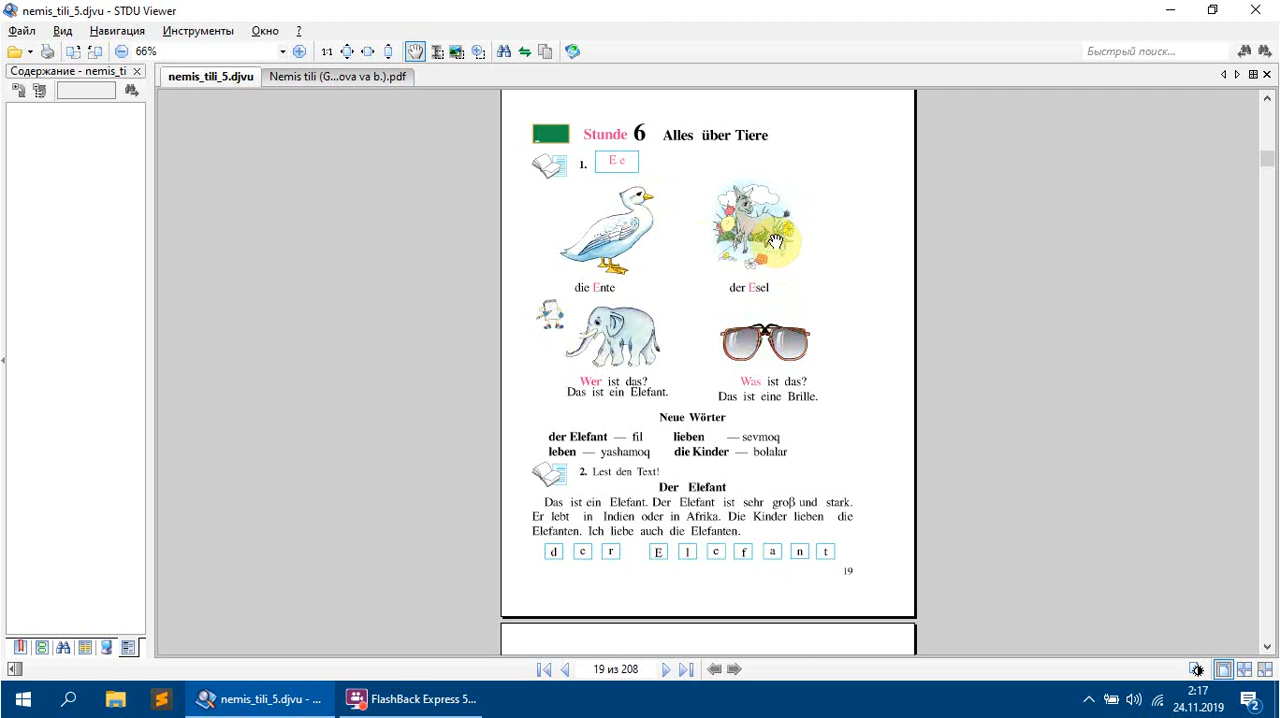 nemis_tili_5.djvu - STDU Viewer
Файл Вид Навигация Инструменты Окно ?
66%
1:1
Быстрый поиск...
Содержание - nemis_ti
nemis_tili_5.djvu
Nemis tili (G...ova va b.).pdf
Stunde 6 Alles über Tiere
1. E e
die Ente
der Esel
Wer ist das?
Das ist ein Elefant.
Was ist das?
Das ist eine Brille.
Neue Wörter
der Elefant — fil
lieben — sevmoq
leben — yashamoq
die Kinder — bolalar
2. Lest den Text!
Der Elefant
Das ist ein Elefant. Der Elefant ist sehr groß und stark.
Er lebt in Indien oder in Afrika. Die Kinder lieben die
Elefanten. Ich liebe auch die Elefanten.
d e r E l e f a n t
19
19 из 208
nemis_tili_5.djvu - ...
FlashBack Express 5...
2:17
24.11.2019
2